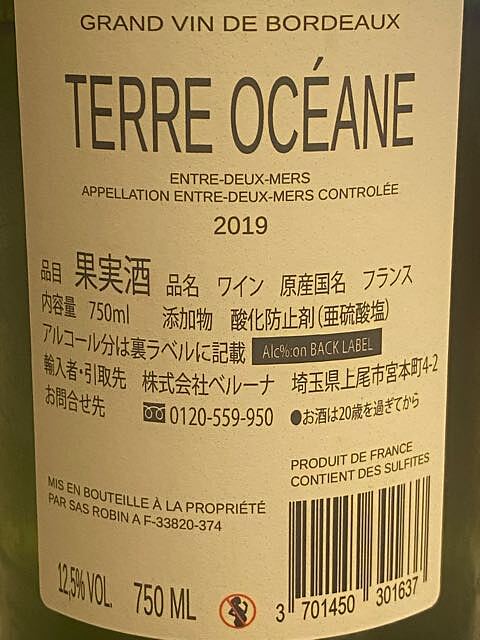 GRAND VIN DE BORDEAUX
TERRE OCÉANE
ENTRE-DEUX-MERS
APPELLATION ENTRE-DEUX-MERS CONTROLÉE
2019
品目 果実酒 品名 ワイン 原産国名 フランス
内容量 750ml 添加物 酸化防止剤(亜硫酸塩)
アルコール分は裏ラベルに記載 Alc%:on BACK LABEL
輸入者・引取先 株式会社ベルーナ 埼玉県上尾市宮本町4-2
お問合せ先 0120-559-950 ●お酒は20歳を過ぎてから
PRODUIT DE FRANCE
CONTIENT DES SULFITES
MIS EN BOUTEILLE À LA PROPRIÉTÉ
PAR SAS ROBIN A F-33820-374
12,5% VOL. 750 ML
3 701450 301637